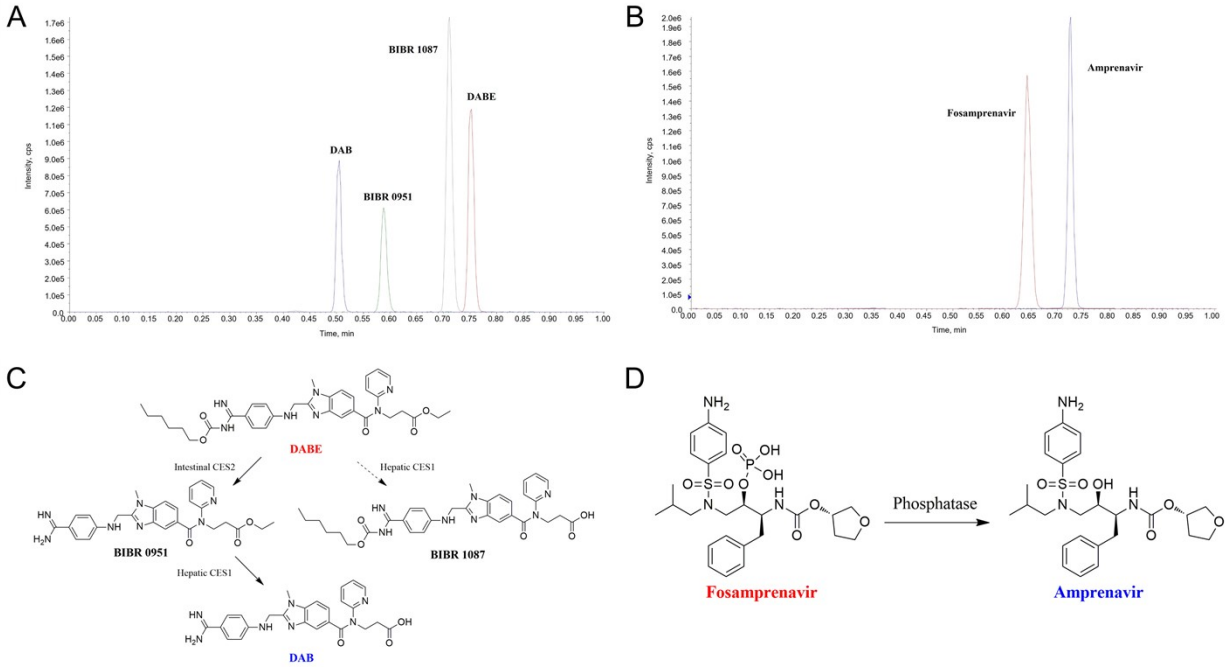 A
Intensity, cps
1.7e6
1.6e6
1.5e6
1.4e6
1.3e6
1.2e6
1.1e6
1.0e6
9.0e5
8.0e5
7.0e5
6.0e5
5.0e5
4.0e5
3.0e5
2.0e5
1.0e5
0.0
BIBR 1087
DABE
DAB
BIBR 0951
0.00 0.05 0.10 0.15 0.20 0.25 0.30 0.35 0.40 0.45 0.50 0.55 0.60 0.65 0.70 0.75 0.80 0.85 0.90 0.95 1.00
Time, min
B
Intensity, cps
2.0e6
1.9e6
1.8e6
1.7e6
1.6e6
1.5e6
1.4e6
1.3e6
1.2e6
1.1e6
1.0e6
9.0e5
8.0e5
7.0e5
6.0e5
5.0e5
4.0e5
3.0e5
2.0e5
1.0e5
0.0
Amprenavir
Fosamprenavir
0.00 0.05 0.10 0.15 0.20 0.25 0.30 0.35 0.40 0.45 0.50 0.55 0.60 0.65 0.70 0.75 0.80 0.85 0.90 0.95 1.00
Time, min
C
DABE
Intestinal CES2
Hepatic CES1
BIBR 0951
BIBR 1087
Hepatic CES1
DAB
D
Phosphatase
Fosamprenavir
Amprenavir